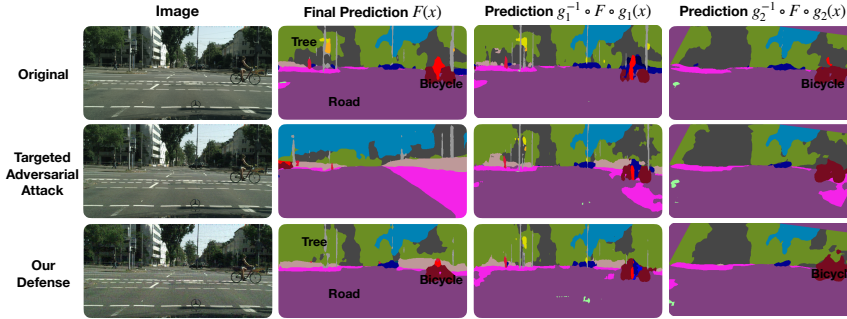 Image
Final Prediction F(x)
Prediction g₁⁻¹ ∘ F ∘ g₁(x)
Prediction g₂⁻¹ ∘ F ∘ g₂(x)
Original
Tree
Road
Bicycle
Bicycle
Targeted
Adversarial
Attack
Our
Defense
Tree
Road
Bicycle
Bicycl